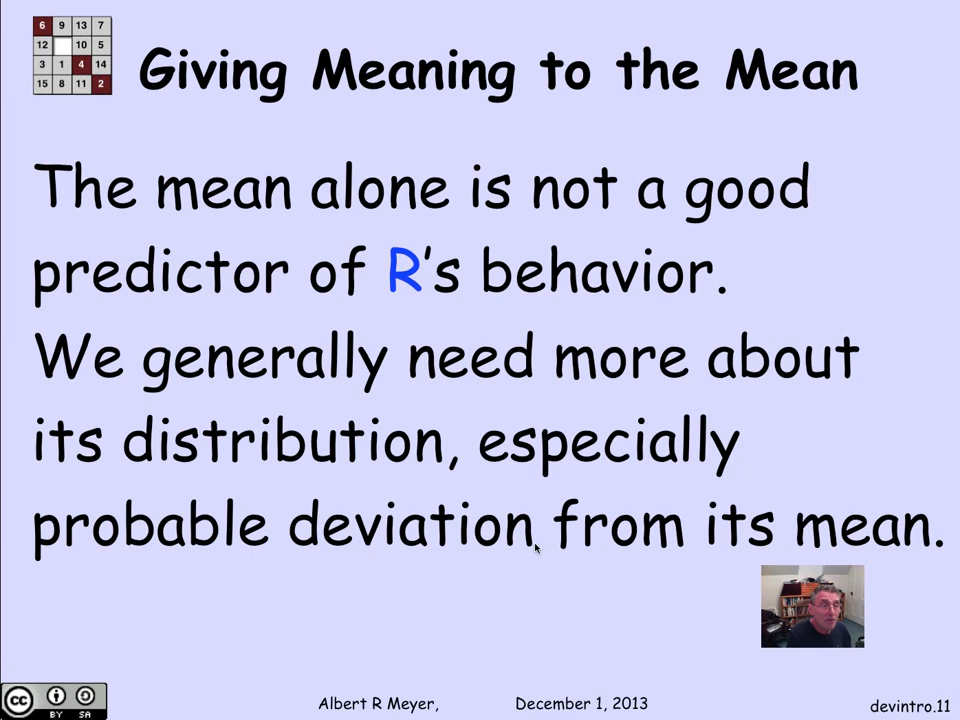 6 9 13 7
12 10 5
3 1 4 14
15 8 11 2
Giving Meaning to the Mean
The mean alone is not a good
predictor of R's behavior.
We generally need more about
its distribution, especially
probable deviation from its mean.
cc BY SA
Albert R Meyer, December 1, 2013 devintro.11